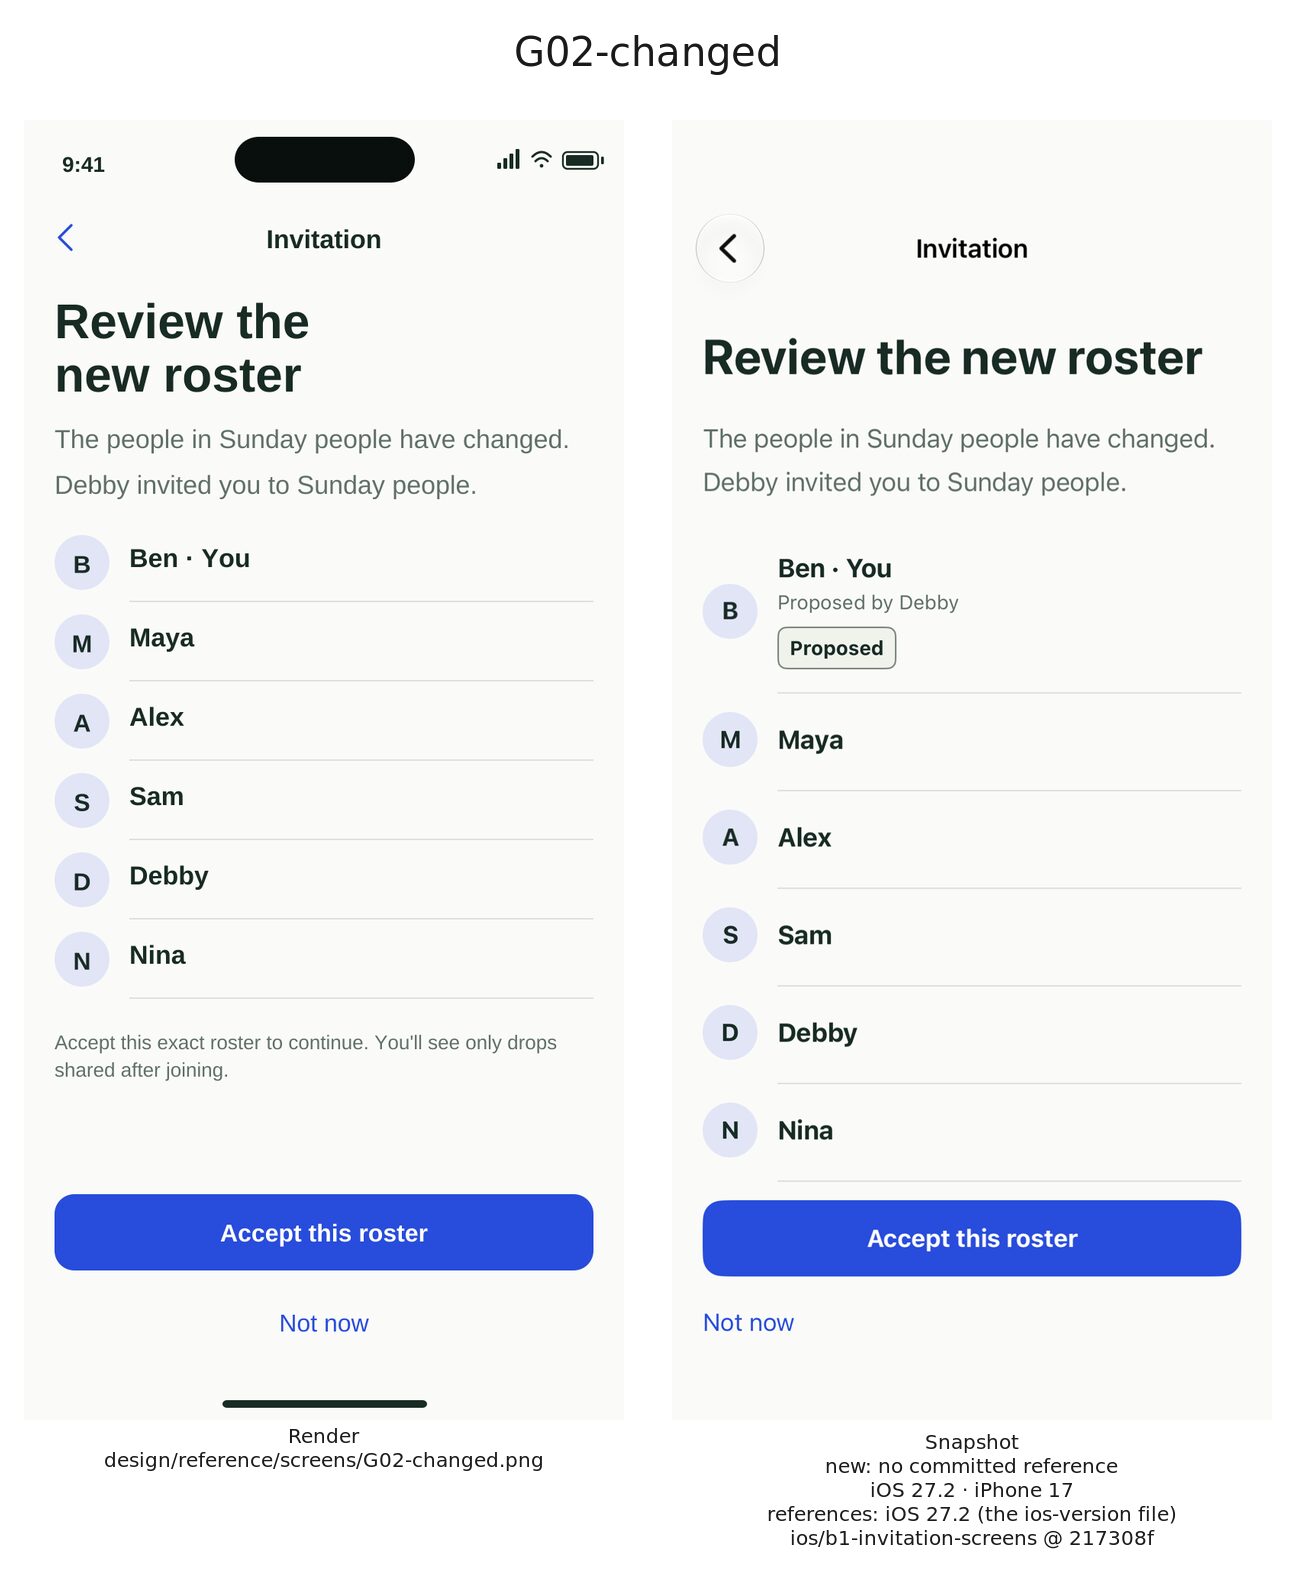 G02-changed
9:41
Invitation
Review the
new roster
The people in Sunday people have changed.
Debby invited you to Sunday people.
B
Ben · You
M
Maya
A
Alex
S
Sam
D
Debby
N
Nina
Accept this exact roster to continue. You'll see only drops
shared after joining.
Accept this roster
Not now
Render
design/reference/screens/G02-changed.png
Invitation
Review the new roster
The people in Sunday people have changed.
Debby invited you to Sunday people.
B
Ben · You
Proposed by Debby
Proposed
M
Maya
A
Alex
S
Sam
D
Debby
N
Nina
Accept this roster
Not now
Snapshot
new: no committed reference
iOS 27.2 · iPhone 17
references: iOS 27.2 (the ios-version file)
ios/b1-invitation-screens @ 217308f